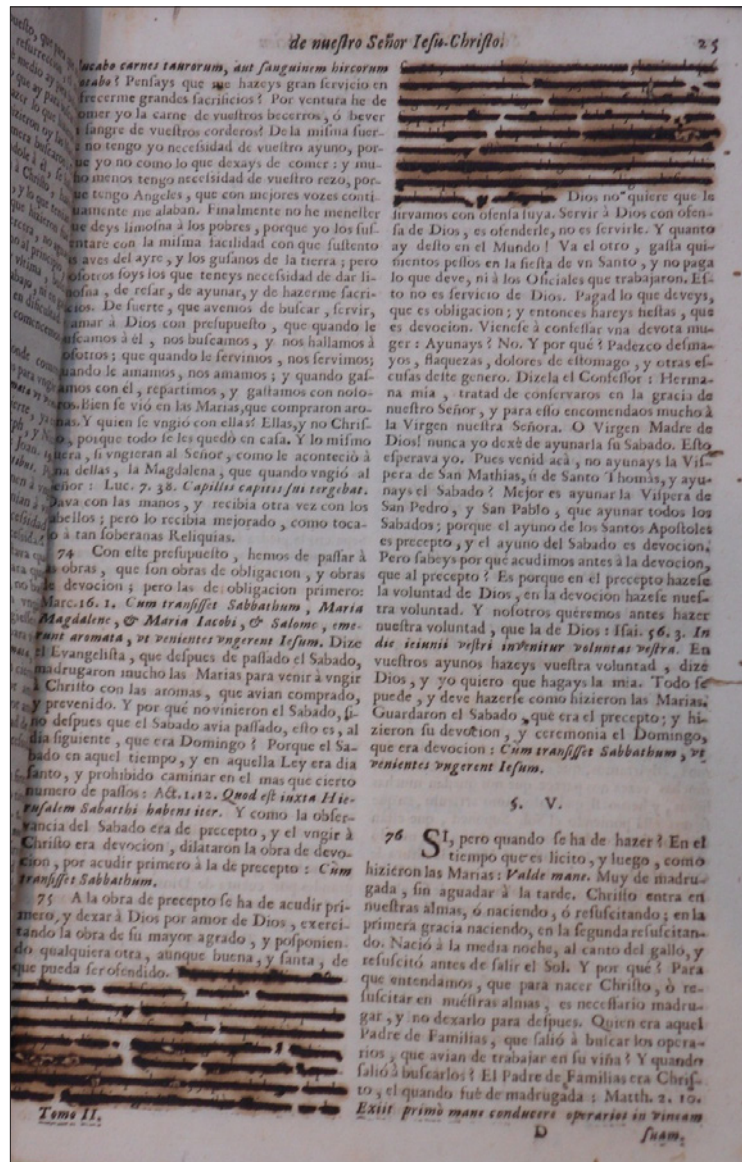 de nuestro Señor Iesu-Christo. 25
ducabo carnes taurorum, aut sanguinem hircorum
potabo? Pensays que me hazeys gran servicio en
ofrecerme grandes sacrificios? Por ventura he de
comer yo la carne de vuestros becerros, ó bever
sangre de vuestros corderos? De la misma suer-
no tengo yo necessidad de vuestro ayuno, por-
que yo no como lo que dexays de comer: y mu-
cho menos tengo necessidad de vuestro rezo, por-
que tengo Angeles, que con mejores vozes conti-
nuamente me alaban. Finalmente no he menester
que deys limosna à los pobres, porque yo los sus-
tentarè con la misma facilidad con que sustento
las aves del ayre, y los gusanos de la tierra; pero
vosotros soys los que teneys necessidad de dar li-
mosna, de resar, de ayunar, y de hazerme sacri-
ficios. De suerte, que avemos de buscar, servir,
amar à Dios con presupuesto, que quando le
buscamos à èl, nos buscamos, y nos hallamos à
nosotros; que quando le servimos, nos servimos;
quando le amamos, nos amamos; y quando gas-
tamos con èl, repartimos, y gastamos con noso-
tros. Bien se viò en las Marias, que compraron aro-
mas. Y quien se vngiò con ellas? Ellas, y no Chris-
to, porque todo se les quedò en casa. Y lo mismo
fuera, si vngieran al Señor, como le aconteciò à
vna dellas, la Magdalena, que quando vngiò al
Señor: Luc. 7. 38. Capillis capitis sui tergebat.
Dava con las manos, y recibia otra vez con los
cabellos; pero lo recibia mejorado, como toca-
do à tan soberanas Reliquias.
74 Con este presupuesto, hemos de passar à
las obras, que son obras de obligacion, y obras
de devocion; pero las de obligacion primero:
Marc. 16. 1. Cum transisset Sabbathum, Maria
Magdalene, & Maria Iacobi, & Salome, eme-
runt aromata, vt venientes vngerent Iesum. Dize
el Evangelista, que despues de passado el Sabado,
madrugaron mucho las Marias para venir à vngir
à Christo con las aromas, que avian comprado,
y prevenido. Y por què no vinieron el Sabado, si-
no despues que el Sabado avia passado, esto es, al
dia siguiente, que era Domingo? Porque el Sa-
bado en aquel tiempo, y en aquella Ley era dia
santo, y prohibido caminar en el mas que cierto
numero de passos: Act. 1. 12. Quod est iuxta Hie-
rusalem Sabatthi habens iter. Y como la obser-
vancia del Sabado era de precepto, y el vngir à
Christo era devocion, dilataron la obra de devo-
cion, por acudir primero à la de precepto: Cùm
transisset Sabbathum.
75 A la obra de precepto se ha de acudir pri-
mero, y dexar à Dios por amor de Dios, exerci-
tando la obra de su mayor agrado, y posponien-
do qualquiera otra, aunque buena, y santa, de
que pueda ser ofendido.
Tomo II.
Dios no quiere que le
sirvamos con ofensa suya. Servir à Dios con ofen-
sa de Dios, es ofenderle, no es servirle. Y quanto
ay desto en el Mundo! Va el otro, gasta qui-
nientos pessos en la fiesta de vn Santo, y no paga
lo que deve, ni à los Oficiales que trabajaron. Es-
to no es servicio de Dios. Pagad lo que deveys,
que es obligacion; y entonces hareys fiestas, que
es devocion. Vienese à confessar vna devota mu-
ger: Ayunays? No. Y por què? Padezco desma-
yos, flaquezas, dolores de estomago, y otras es-
cusas deste genero. Dizela el Confessor: Herma-
na mia, tratad de conservaros en la gracia de
nuestro Señor, y para esso encomendaos mucho à
la Virgen nuestra Señora. O Virgen Madre de
Dios! nunca yo dexè de ayunarla su Sabado. Esto
esperava yo. Pues venid acà, no ayunays la Vis-
pera de San Mathias, ù de Santo Thomàs, y ayu-
nays el Sabado? Mejor es ayunar la Vispera de
San Pedro, y San Pablo, que ayunar todos los
Sabados; porque el ayuno de los Santos Apostoles
es precepto, y el ayuno del Sabado es devocion.
Pero sabeys por que acudimos antes à la devocion,
que al precepto? Es porque en el precepto hazese
la voluntad de Dios, en la devocion hazese nues-
tra voluntad. Y nosotros queremos antes hazer
nuestra voluntad, que la de Dios: Isai. 56. 3. In
die ieiunii vestri invenitur voluntas vestra. En
vuestros ayunos hazeys vuestra voluntad, dize
Dios, y yo quiero que hagays la mia. Todo se
puede, y deve hazerse como hizieron las Marias.
Guardaron el Sabado, que era el precepto; y hi-
zieron su devocion, y ceremonia el Domingo,
que era devocion: Cùm transisset Sabbathum, vt
venientes vngerent Iesum.
§. V.
76 SI, pero quando se ha de hazer? En el
tiempo que es licito, y luego, como
hizieron las Marias: Valde mane. Muy de madru-
gada, sin aguadar à la tarde. Christo entra en
nuestras almas, ò naciendo, ò resuscitando; en la
primera gracia naciendo, en la segunda resuscitan-
do. Naciò à la media noche, al canto del gallo, y
resuscitò antes de salir el Sol. Y por què? Para
que entendamos, que para nacer Christo, ò re-
suscitar en nuestras almas, es necessario madru-
gar, y no dexarlo para despues. Quien era aquel
Padre de Familias, que saliò à buscar los opera-
rios, que avian de trabajar en su viña? Y quando
saliò à buscarlos? El Padre de Familias era Chris-
to, el quando fuè de madrugada: Matth. 2. 10.
Exiit primò mane conducere operarios in vineam
D suam.